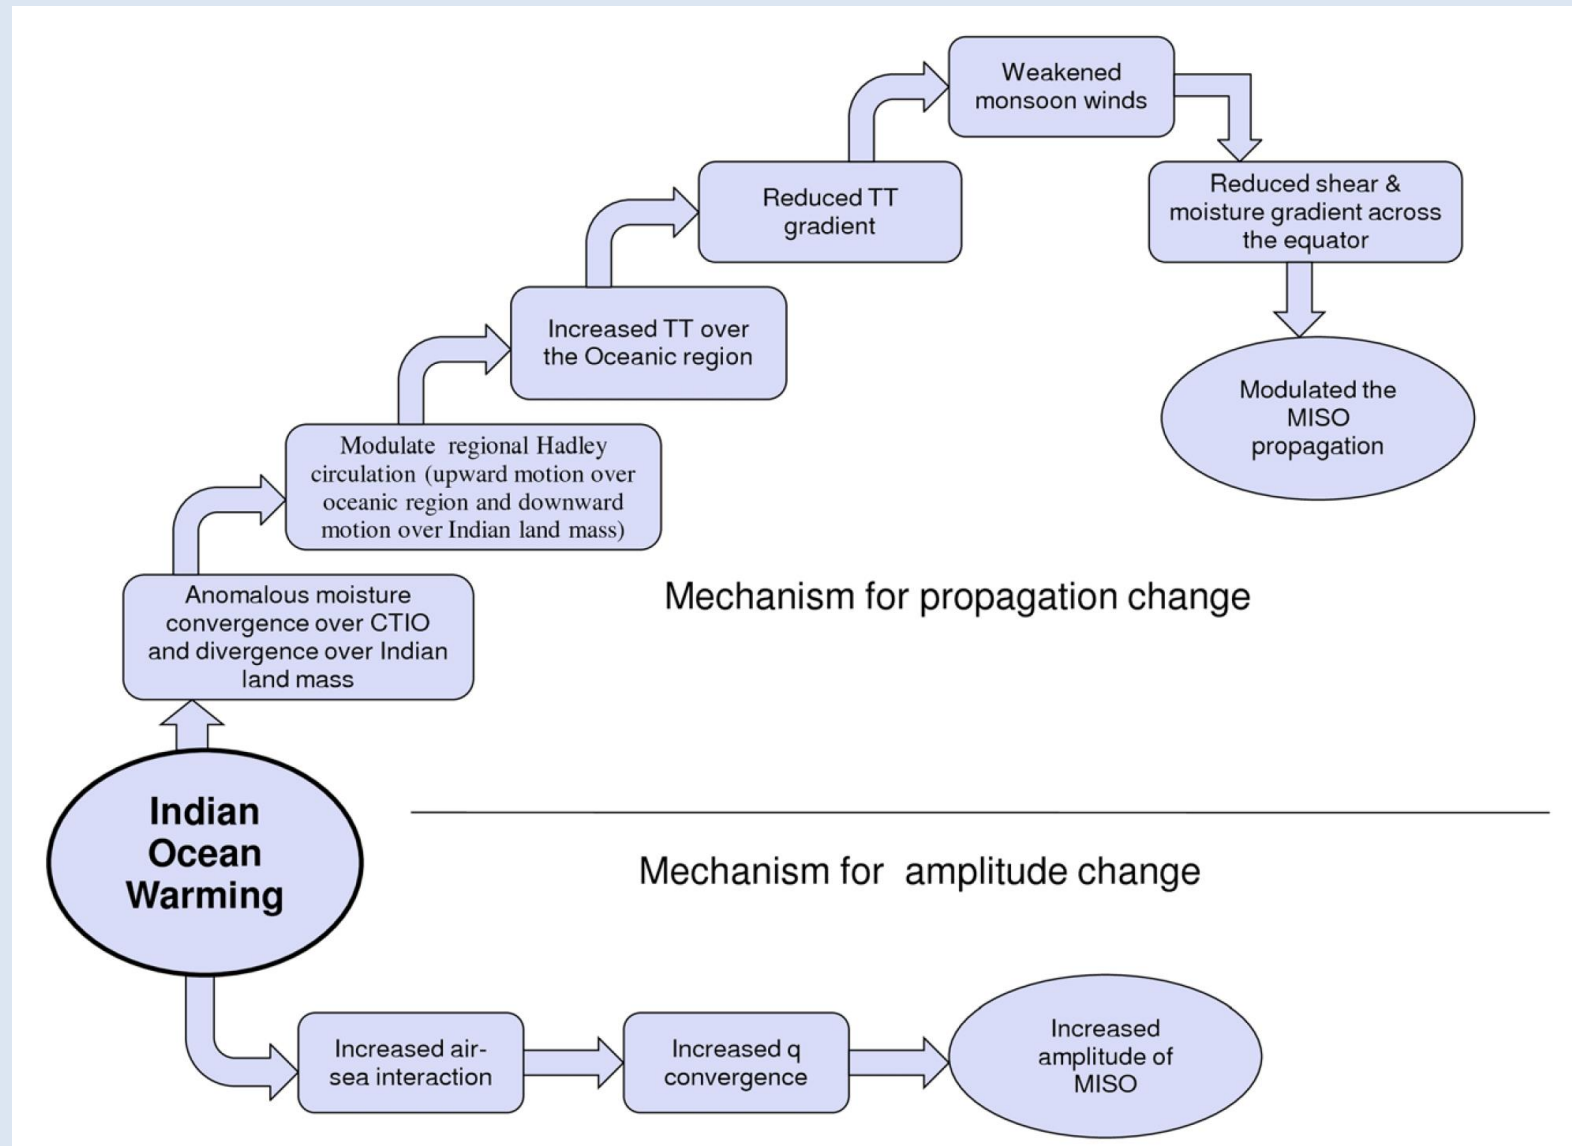 Weakened
monsoon winds
Reduced shear &
moisture gradient across
the equator
Reduced TT
gradient
Increased TT over
the Oceanic region
Modulated the
MISO
propagation
Modulate regional Hadley
circulation (upward motion over
oceanic region and downward
motion over Indian land mass)
Anomalous moisture
convergence over CTIO
and divergence over Indian
land mass
Mechanism for propagation change
Indian
Ocean
Warming
Mechanism for amplitude change
Increased air-
sea interaction
Increased q
convergence
Increased
amplitude of
MISO